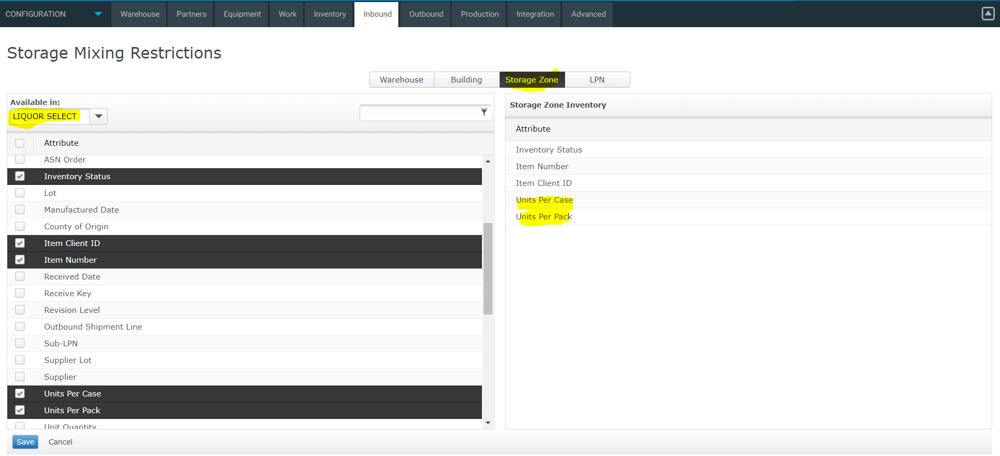 CONFIGURATION Warehouse Partners Equipment Work Inventory Inbound Outbound Production Integration Advanced
Storage Mixing Restrictions
Warehouse Building Storage Zone LPN
Available in:
LIQUOR SELECT
Attribute
ASN Order
Inventory Status
Lot
Manufactured Date
County of Origin
Item Client ID
Item Number
Received Date
Receive Key
Revision Level
Outbound Shipment Line
Sub-LPN
Supplier Lot
Supplier
Units Per Case
Units Per Pack
Unit Quantity
Storage Zone Inventory
Attribute
Inventory Status
Item Number
Item Client ID
Units Per Case
Units Per Pack
Save Cancel